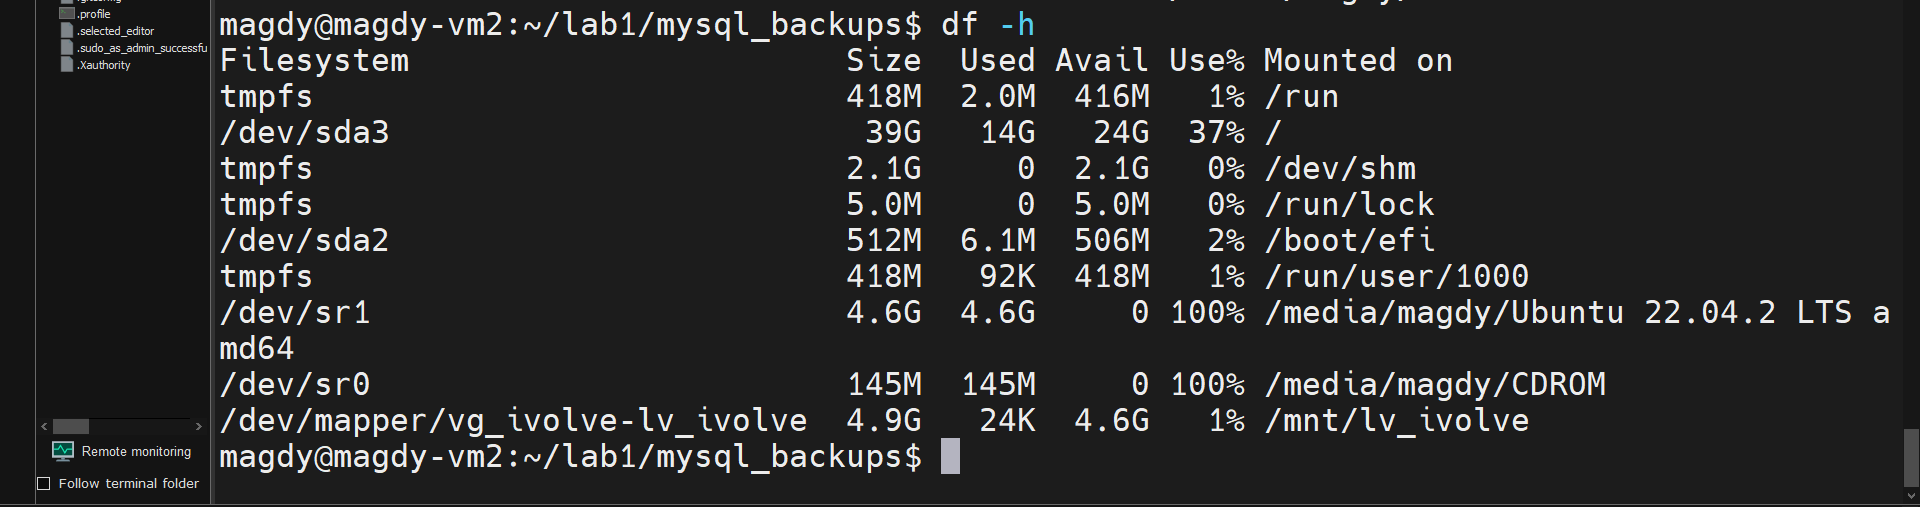 .profile
.selected_editor
.sudo_as_admin_successfu
.Xauthority
Remote monitoring
Follow terminal folder
magdy@magdy-vm2:~/lab1/mysql_backups$ df -h
Filesystem Size Used Avail Use% Mounted on
tmpfs 418M 2.0M 416M 1% /run
/dev/sda3 39G 14G 24G 37% /
tmpfs 2.1G 0 2.1G 0% /dev/shm
tmpfs 5.0M 0 5.0M 0% /run/lock
/dev/sda2 512M 6.1M 506M 2% /boot/efi
tmpfs 418M 92K 418M 1% /run/user/1000
/dev/sr1 4.6G 4.6G 0 100% /media/magdy/Ubuntu 22.04.2 LTS a
md64
/dev/sr0 145M 145M 0 100% /media/magdy/CDROM
/dev/mapper/vg_ivolve-lv_ivolve 4.9G 24K 4.6G 1% /mnt/lv_ivolve
magdy@magdy-vm2:~/lab1/mysql_backups$